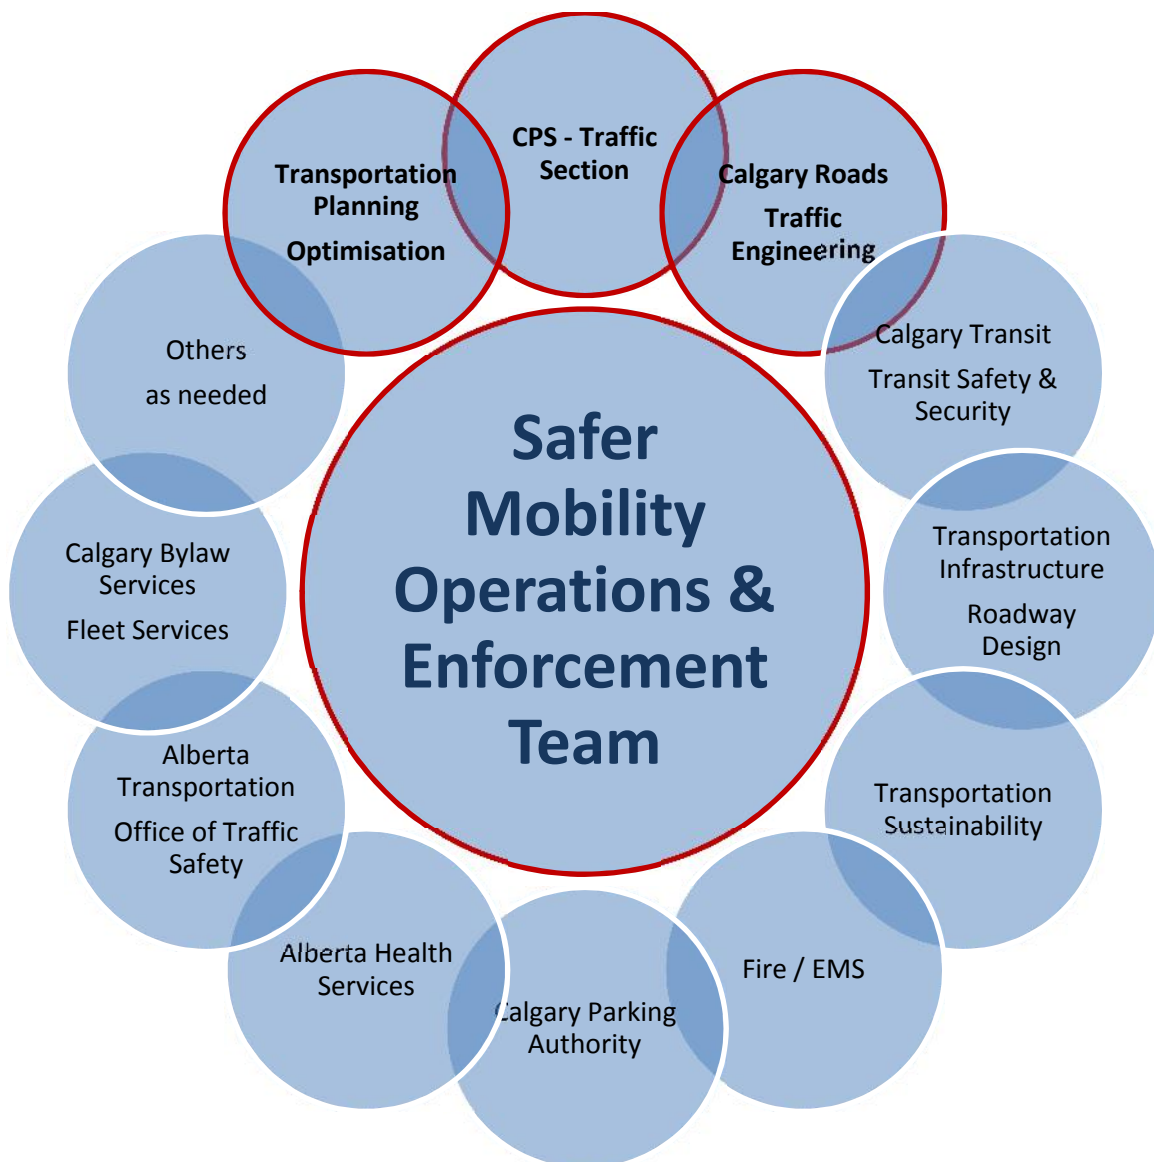 CPS - Traffic
Section
Calgary Roads
Traffic
Engineering
Calgary Transit
Transit Safety &
Security
Transportation
Infrastructure
Roadway
Design
Transportation
Sustainability
Fire / EMS
Calgary Parking
Authority
Alberta Health
Services
Alberta
Transportation
Office of Traffic
Safety
Calgary Bylaw
Services
Fleet Services
Others
as needed
Transportation
Planning
Optimisation
Safer
Mobility
Operations &
Enforcement
Team